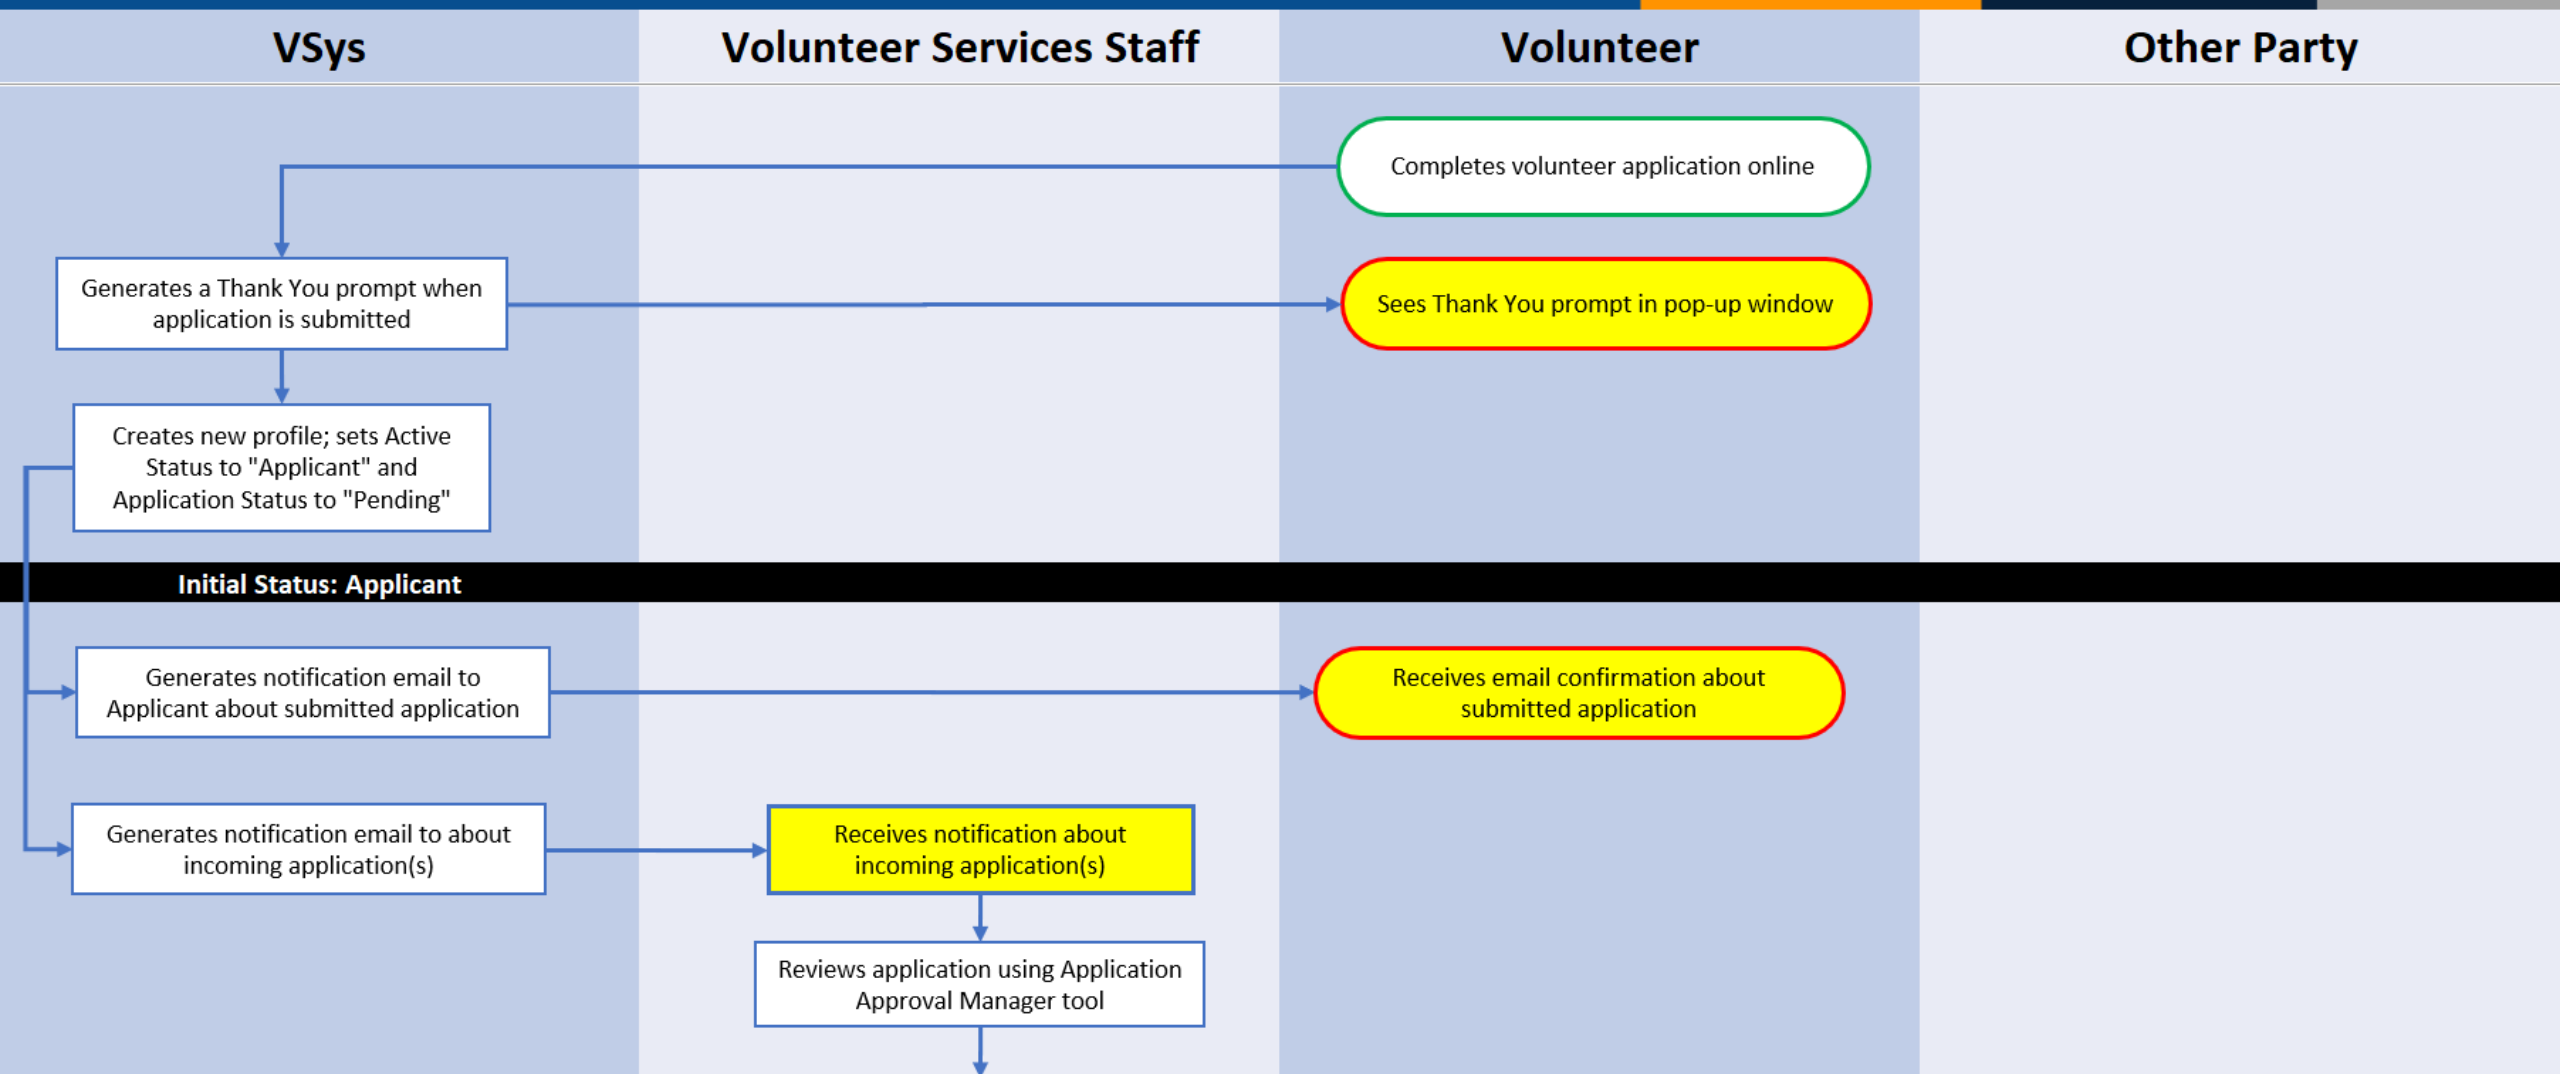 VSys
Volunteer Services Staff
Volunteer
Other Party
Completes volunteer application online
Generates a Thank You prompt when
application is submitted
Sees Thank You prompt in pop-up window
Creates new profile; sets Active
Status to "Applicant" and
Application Status to "Pending"
Initial Status: Applicant
Generates notification email to
Applicant about submitted application
Receives email confirmation about
submitted application
Generates notification email to about
incoming application(s)
Receives notification about
incoming application(s)
Reviews application using Application
Approval Manager tool